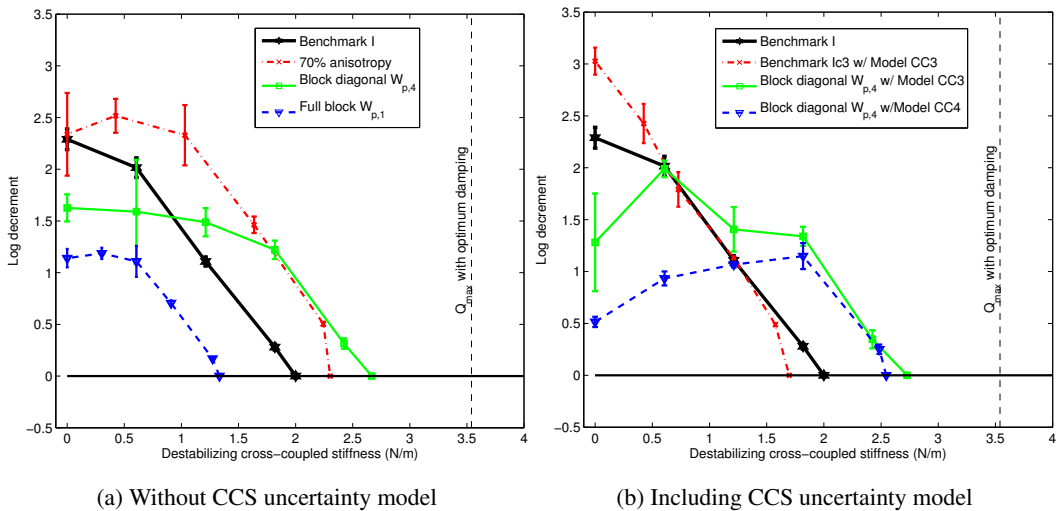 3.5
3
2.5
2
1.5
1
0.5
0
−0.5
Log decrement
Benchmark I
70% anisotropy
Block diagonal W_p,4
Full block W_p,1
Q_max with optimum damping
0 0.5 1 1.5 2 2.5 3 3.5 4
Destabilizing cross−coupled stiffness (N/m)
(a) Without CCS uncertainty model
3.5
3
2.5
2
1.5
1
0.5
0
−0.5
Log decrement
Benchmark I
Benchmark Ic3 w/ Model CC3
Block diagonal W_p,4 w/ Model CC3
Block diagonal W_p,4 w/Model CC4
Q_max with optimum damping
0 0.5 1 1.5 2 2.5 3 3.5 4
Destabilizing cross−coupled stiffness (N/m)
(b) Including CCS uncertainty model